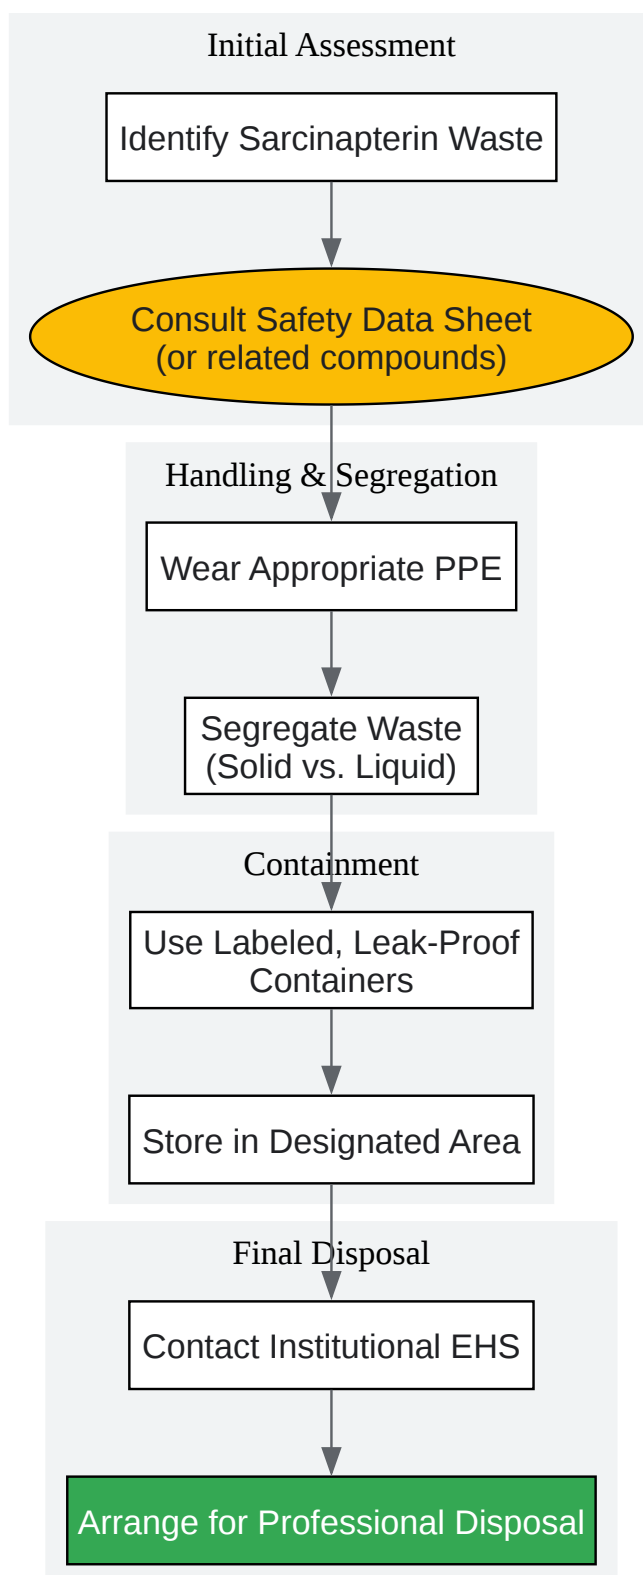 Initial Assessment
Identify Sarcinapterin Waste
Consult Safety Data Sheet
(or related compounds)
Handling & Segregation
Wear Appropriate PPE
Segregate Waste
(Solid vs. Liquid)
Containment
Use Labeled, Leak-Proof
Containers
Store in Designated Area
Final Disposal
Contact Institutional EHS
Arrange for Professional Disposal